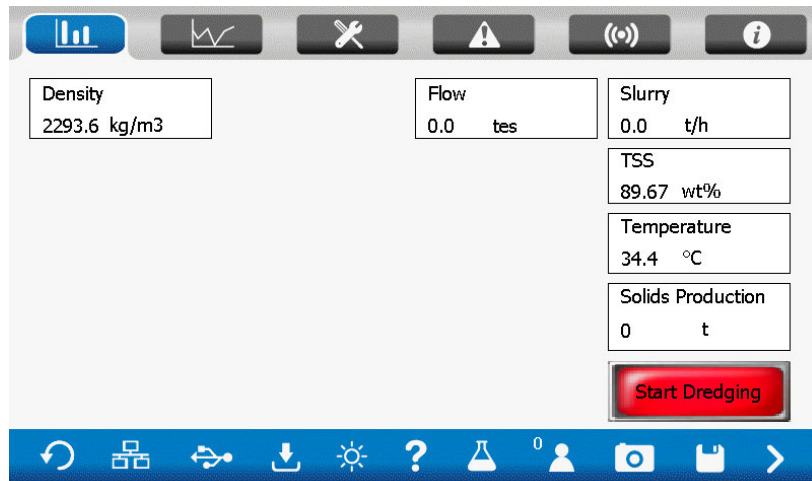 Density
2293.6 kg/m3
Flow
0.0 tes
Slurry
0.0 t/h
TSS
89.67 wt%
Temperature
34.4 °C
Solids Production
0 t
Start Dredging
0